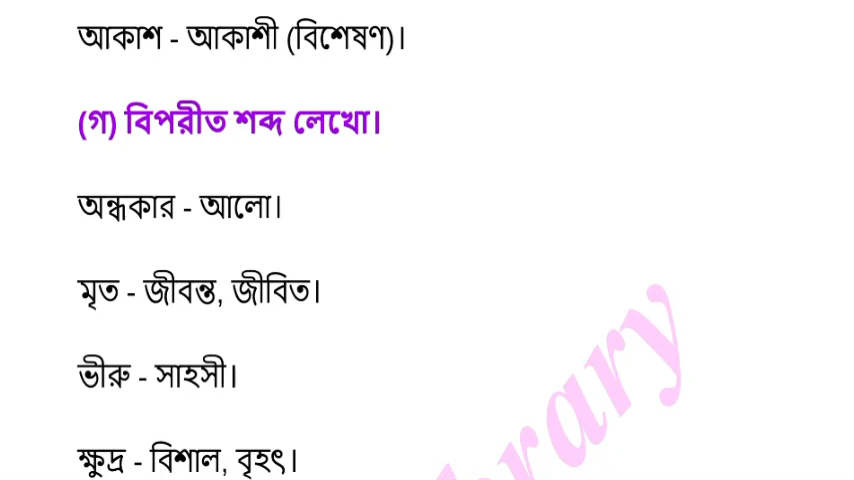 আকাশ - আকাশী (বিশেষণ)।
(গ) বিপরীত শব্দ লেখো।
অন্ধকার - আলো।
মৃত - জীবন্ত, জীবিত।
ভীরু - সাহসী।
ক্ষুদ্র - বিশাল, বৃহৎ।